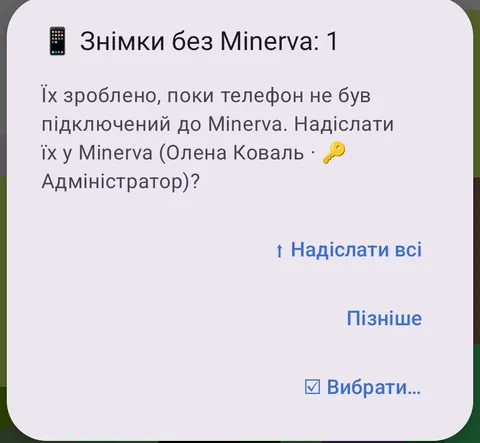 📱 Знімки без Minerva: 1
Їх зроблено, поки телефон не був
підключений до Minerva. Надіслати
їх у Minerva (Олена Коваль · 🔑
Адміністратор)?
↑ Надіслати всі
Пізніше
☑ Вибрати...